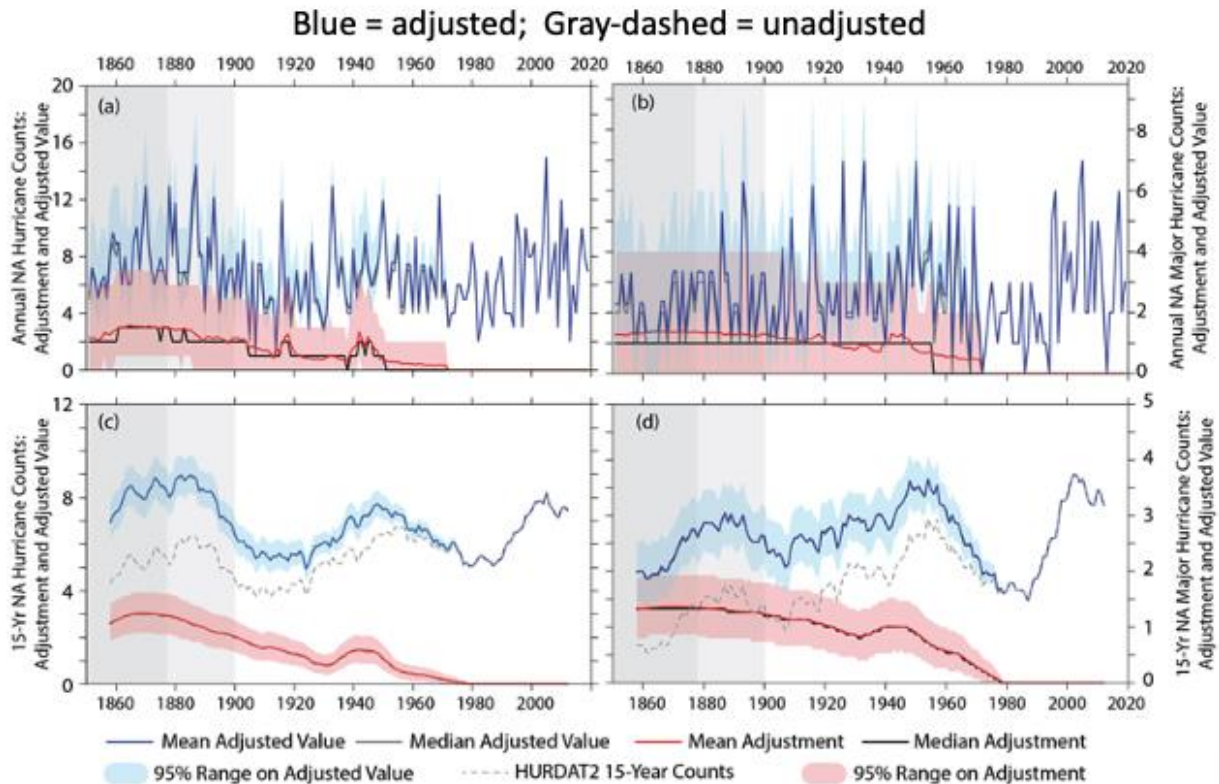 Blue = adjusted; Gray-dashed = unadjusted
1860 1880 1900 1920 1940 1960 1980 2000 2020
1860 1880 1900 1920 1940 1960 1980 2000 2020
Annual NA Hurricane Counts:
Adjustment and Adjusted Value
20
16
12
8
4
0
(a)
(b)
8
6
4
2
0
Annual NA Major Hurricane Counts:
Adjustment and Adjusted Value
15-Yr NA Hurricane Counts:
Adjustment and Adjusted Value
12
8
4
0
(c)
(d)
5
4
3
2
1
0
15-Yr NA Major Hurricane Counts:
Adjustment and Adjusted Value
1860 1880 1900 1920 1940 1960 1980 2000
1860 1880 1900 1920 1940 1960 1980 2000 2020
Mean Adjusted Value Median Adjusted Value Mean Adjustment Median Adjustment
95% Range on Adjusted Value HURDAT2 15-Year Counts 95% Range on Adjustment